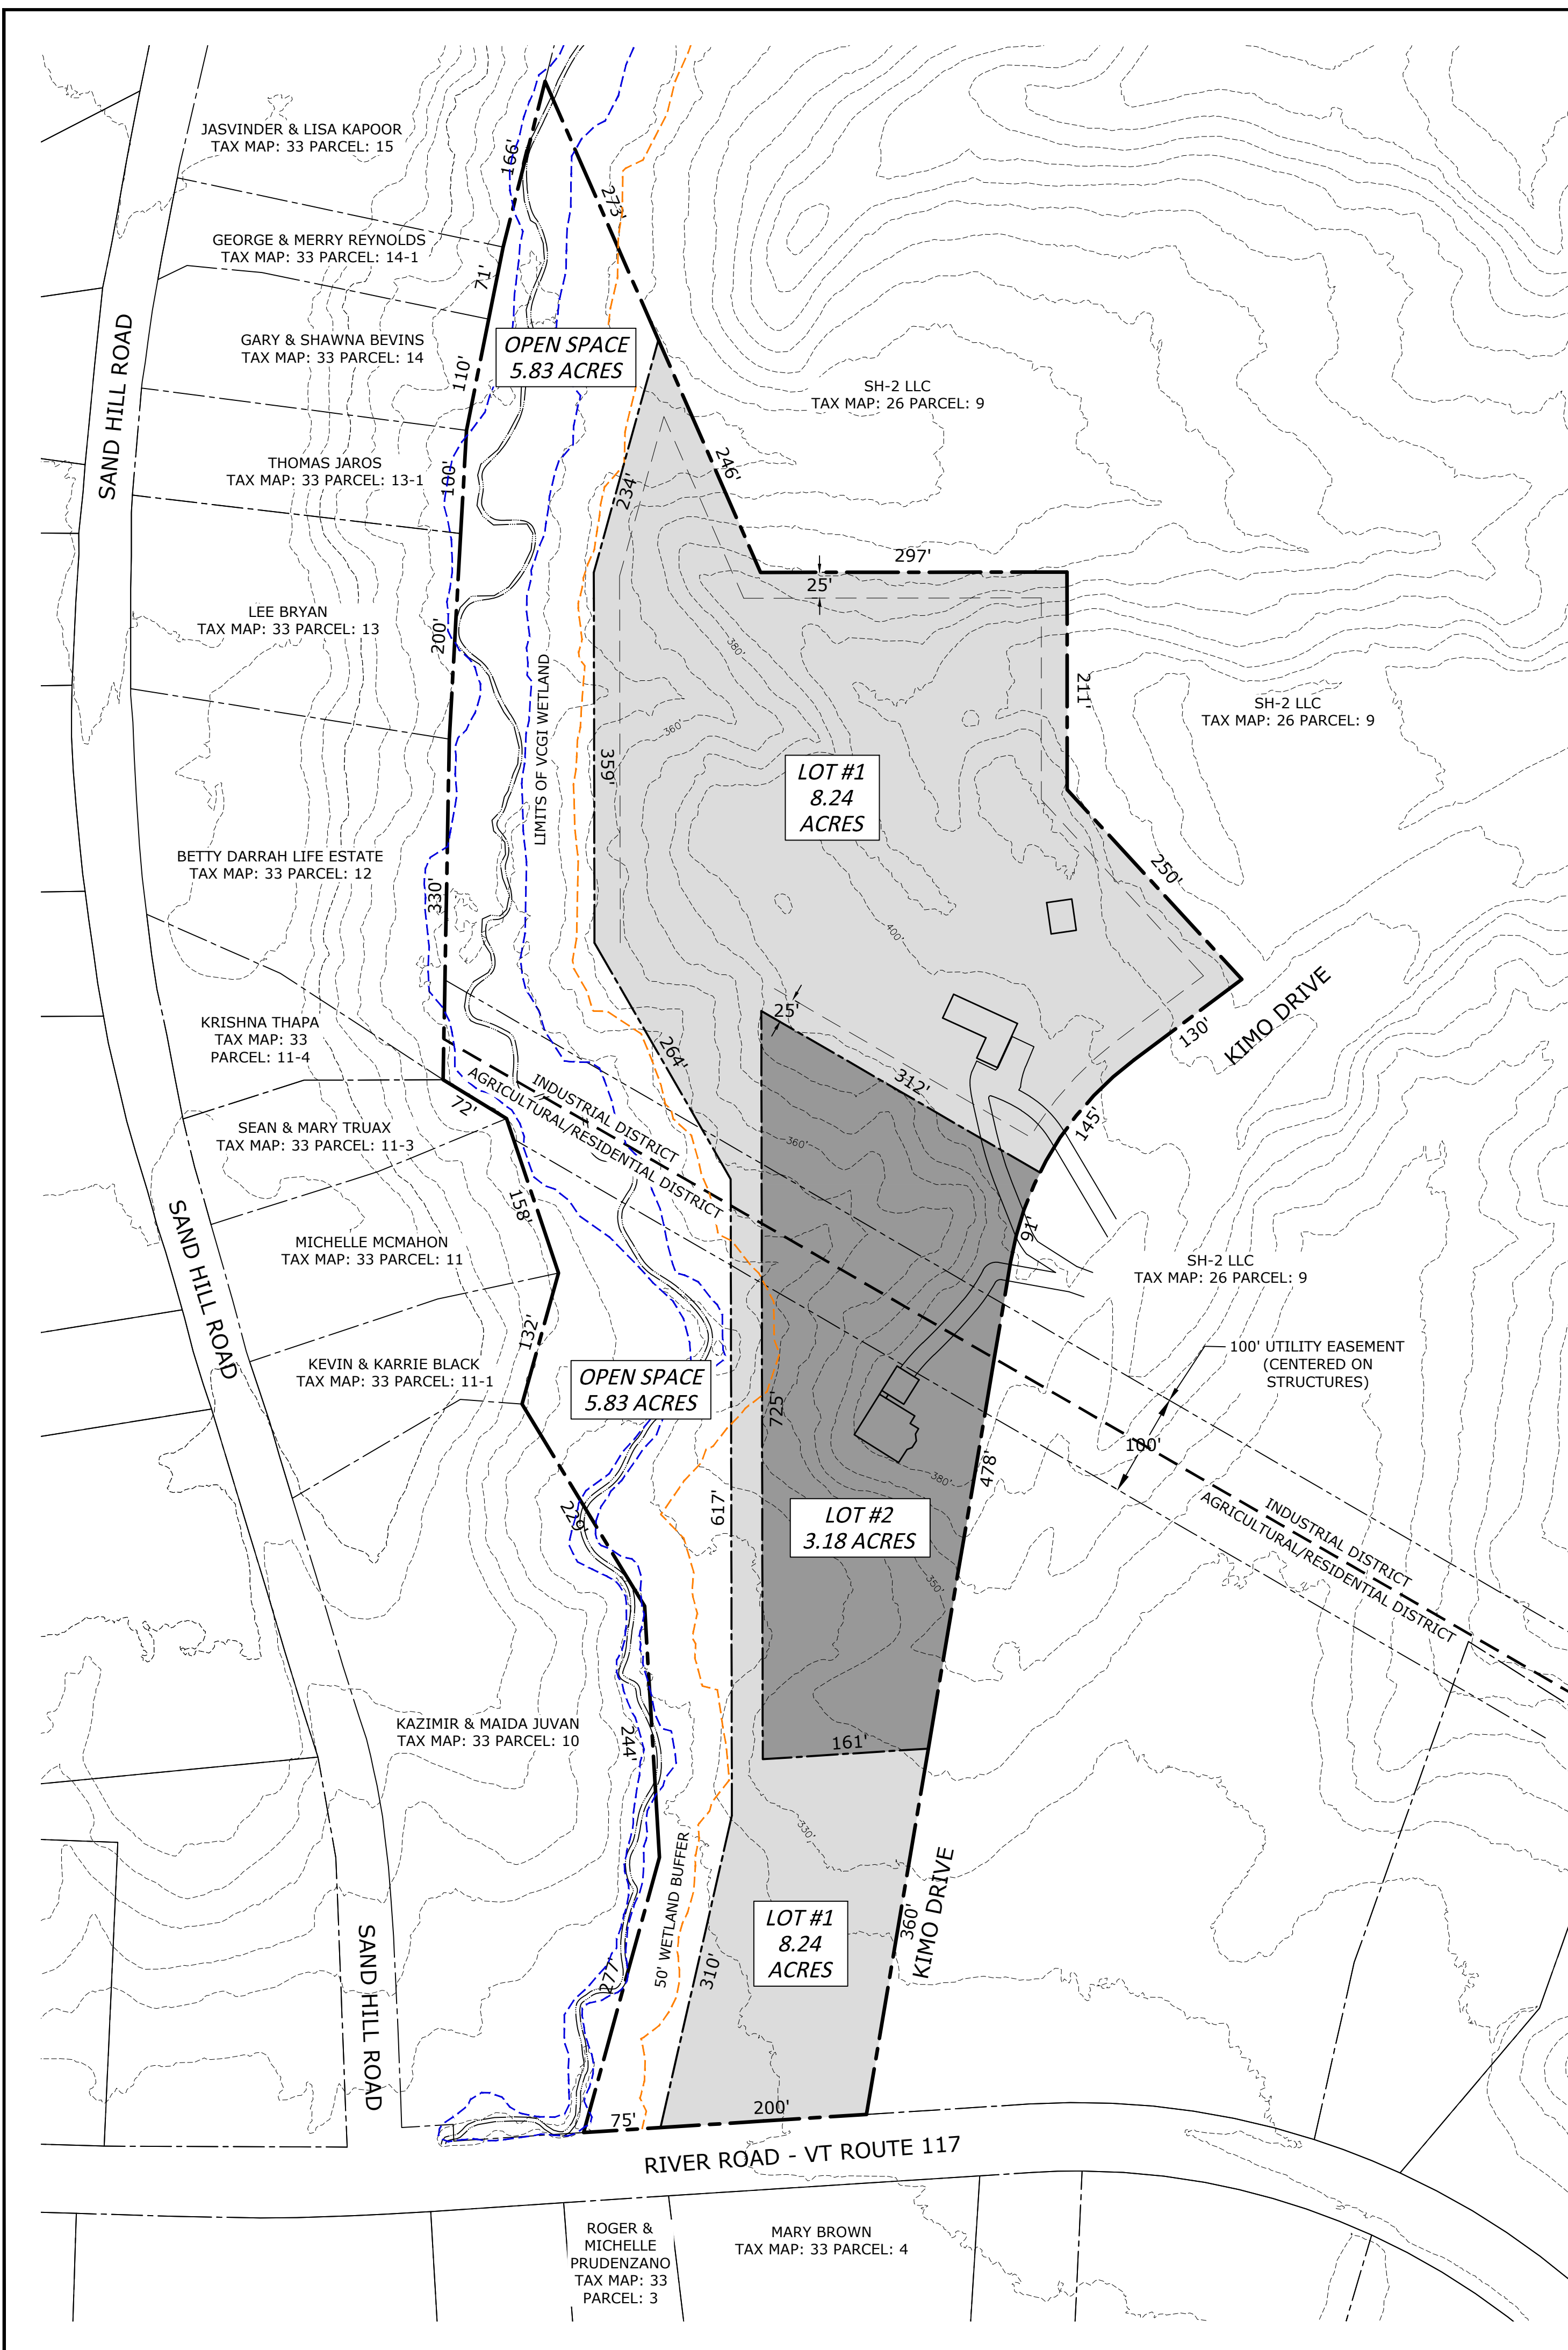 JASVINDER & LISA KAPOOR
TAX MAP: 33 PARCEL: 15
166'
273'
GEORGE & MERRY REYNOLDS
TAX MAP: 33 PARCEL: 14-1
71'
SAND HILL ROAD
GARY & SHAWNA BEVINS
TAX MAP: 33 PARCEL: 14
110'
OPEN SPACE
5.83 ACRES
SH-2 LLC
TAX MAP: 26 PARCEL: 9
THOMAS JAROS
TAX MAP: 33 PARCEL: 13-1
100'
234'
246'
297'
25'
LEE BRYAN
TAX MAP: 33 PARCEL: 13
200'
380'
LIMITS OF VCGI WETLAND
211'
SH-2 LLC
TAX MAP: 26 PARCEL: 9
360'
359'
LOT #1
8.24
ACRES
BETTY DARRAH LIFE ESTATE
TAX MAP: 33 PARCEL: 12
330'
250'
400'
KRISHNA THAPA
TAX MAP: 33
PARCEL: 11-4
25'
130'
KIMO DRIVE
264'
312'
INDUSTRIAL DISTRICT
AGRICULTURAL/RESIDENTIAL DISTRICT
72'
145'
SEAN & MARY TRUAX
TAX MAP: 33 PARCEL: 11-3
360'
158'
91'
SAND HILL ROAD
MICHELLE MCMAHON
TAX MAP: 33 PARCEL: 11
SH-2 LLC
TAX MAP: 26 PARCEL: 9
132'
100' UTILITY EASEMENT
(CENTERED ON
STRUCTURES)
KEVIN & KARRIE BLACK
TAX MAP: 33 PARCEL: 11-1
OPEN SPACE
5.83 ACRES
725'
100'
478'
380'
617'
229'
LOT #2
3.18 ACRES
INDUSTRIAL DISTRICT
AGRICULTURAL/RESIDENTIAL DISTRICT
350'
KAZIMIR & MAIDA JUVAN
TAX MAP: 33 PARCEL: 10
244'
161'
330'
50' WETLAND BUFFER
KIMO DRIVE
360'
LOT #1
8.24
ACRES
277'
310'
SAND HILL ROAD
75'
200'
RIVER ROAD - VT ROUTE 117
ROGER &
MICHELLE
PRUDENZANO
TAX MAP: 33
PARCEL: 3
MARY BROWN
TAX MAP: 33 PARCEL: 4